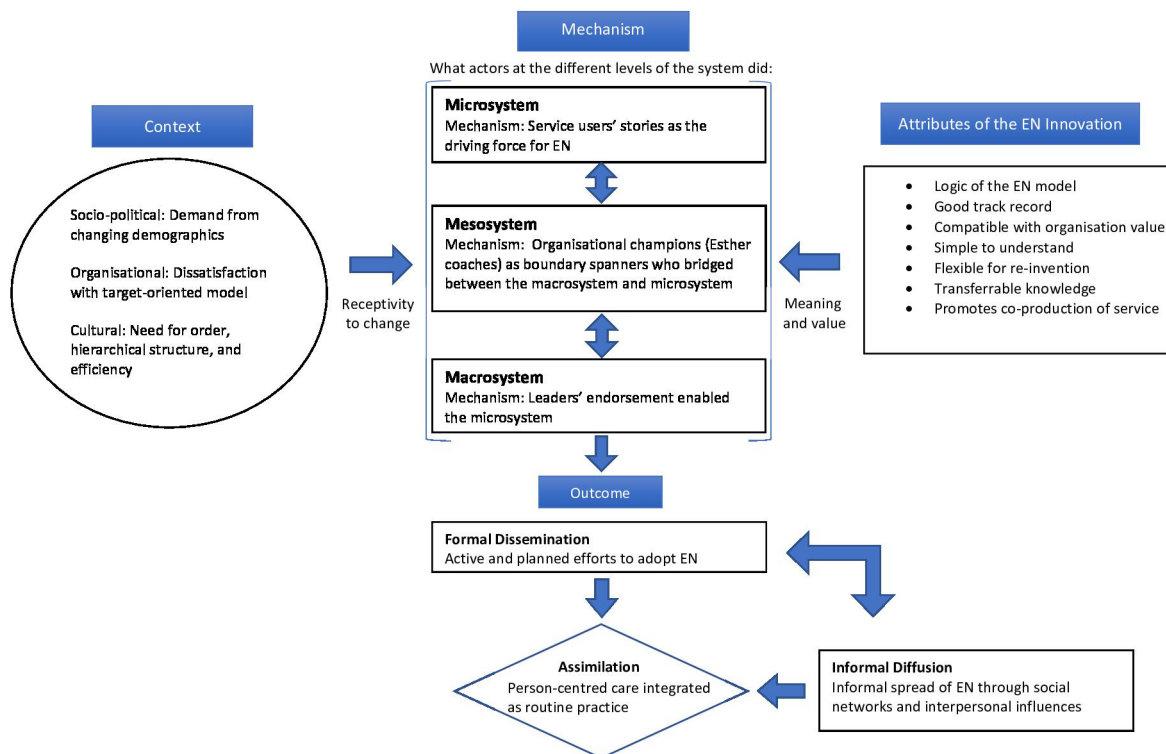 Mechanism
What actors at the different levels of the system did:
Context
Socio-political: Demand from
changing demographics
Organisational: Dissatisfaction
with target-oriented model
Cultural: Need for order,
hierarchical structure, and
efficiency
Receptivity
to change
Microsystem
Mechanism: Service users' stories as the
driving force for EN
Mesosystem
Mechanism: Organisational champions (Esther
coaches) as boundary spanners who bridged
between the macrosystem and microsystem
Macrosystem
Mechanism: Leaders' endorsement enabled
the microsystem
Meaning
and value
Attributes of the EN Innovation
• Logic of the EN model
• Good track record
• Compatible with organisation value
• Simple to understand
• Flexible for re-invention
• Transferrable knowledge
• Promotes co-production of service
Outcome
Formal Dissemination
Active and planned efforts to adopt EN
Assimilation
Person-centred care integrated
as routine practice
Informal Diffusion
Informal spread of EN through social
networks and interpersonal influences